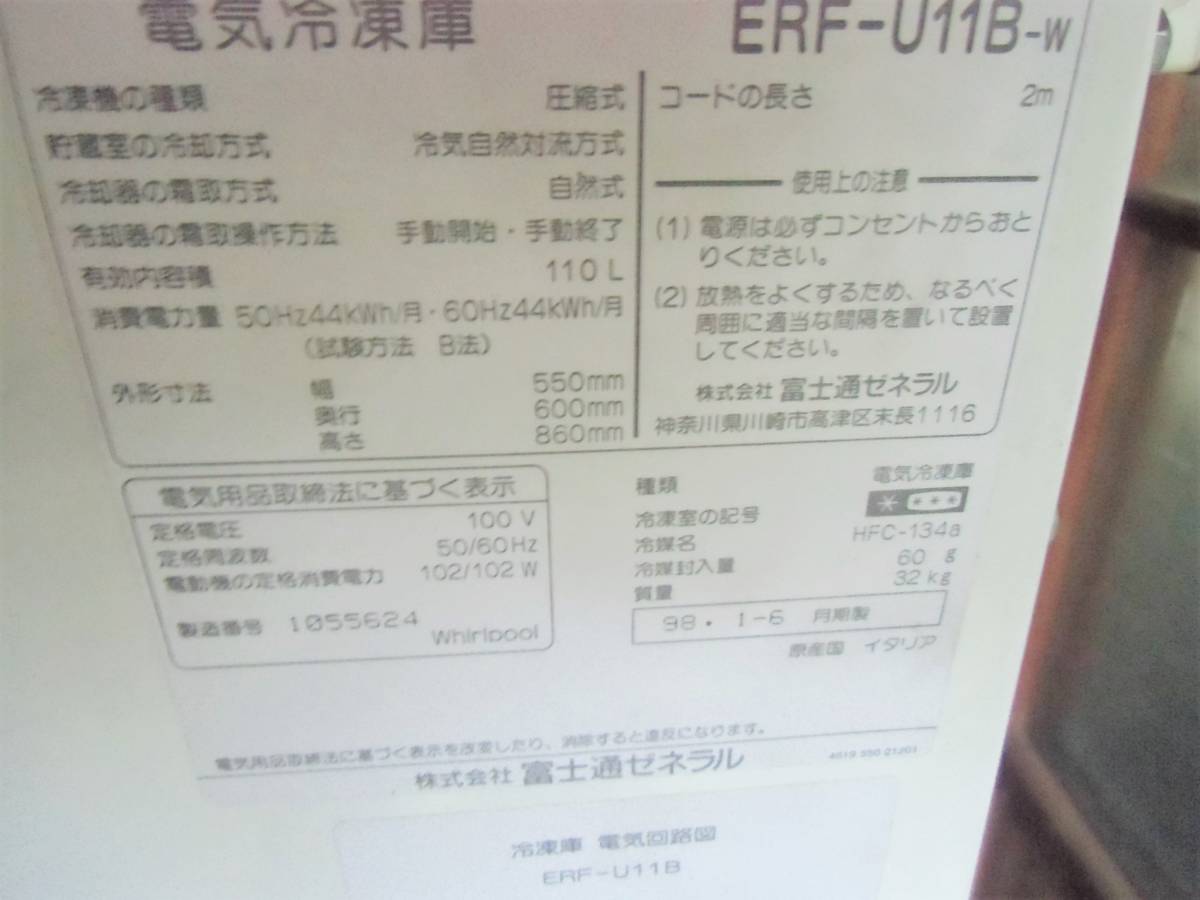 電気冷凍庫 ERF-U11B-W
冷凍機の種類 圧縮式
貯蔵室の冷却方式 冷気自然対流方式
冷却器の霜取方式 自然式
冷却器の霜取操作方法 手動開始・手動終了
有効内容積 110L
消費電力量 50Hz44kWh/月・60Hz44kWh/月
(試験方法 B法)
外形寸法 幅 550mm
奥行 600mm
高さ 860mm
コードの長さ 2m
使用上の注意
(1) 電源は必ずコンセントからおと
りください。
(2) 放熱をよくするため、なるべく
周囲に適当な間隔を置いて設置
してください。
株式会社 富士通ゼネラル
神奈川県川崎市高津区末長1116
電気用品取締法に基づく表示
定格電圧 100 V
定格周波数 50/60Hz
電動機の定格消費電力 102/102 W
製造番号 1055624
Whirlpool
種類 電気冷凍庫
冷凍室の記号 * ***
冷媒名 HFC-134a
冷媒封入量 60 g
質量 32kg
98. 1-6 月期製
原産国 イタリア
電気用品取締法に基づく表示を改変したり、消除すると違反になります。
株式会社 富士通ゼネラル
4619 350 21201
冷凍庫 電気回路図
ERF-U11B